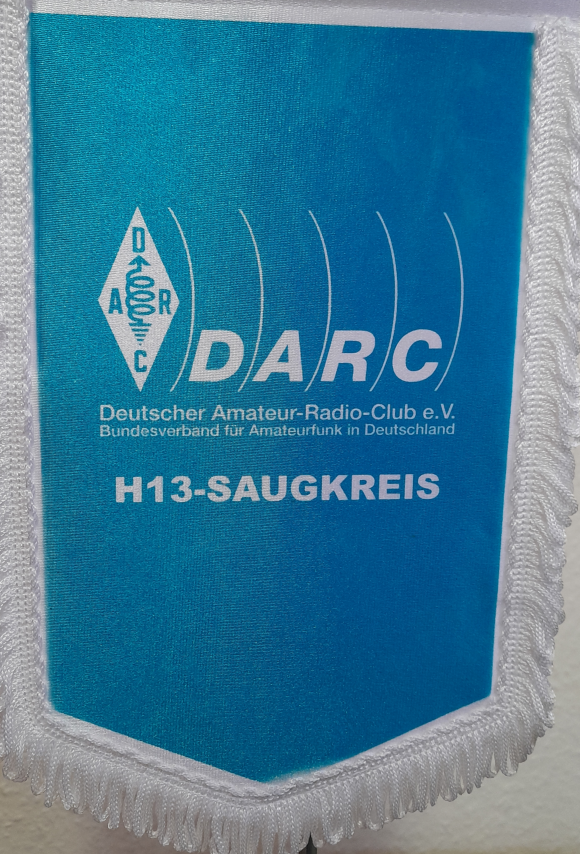 D
A R
C
DARC
Deutscher Amateur-Radio-Club e.V.
Bundesverband für Amateurfunk in Deutschland
H13-SAUGKREIS